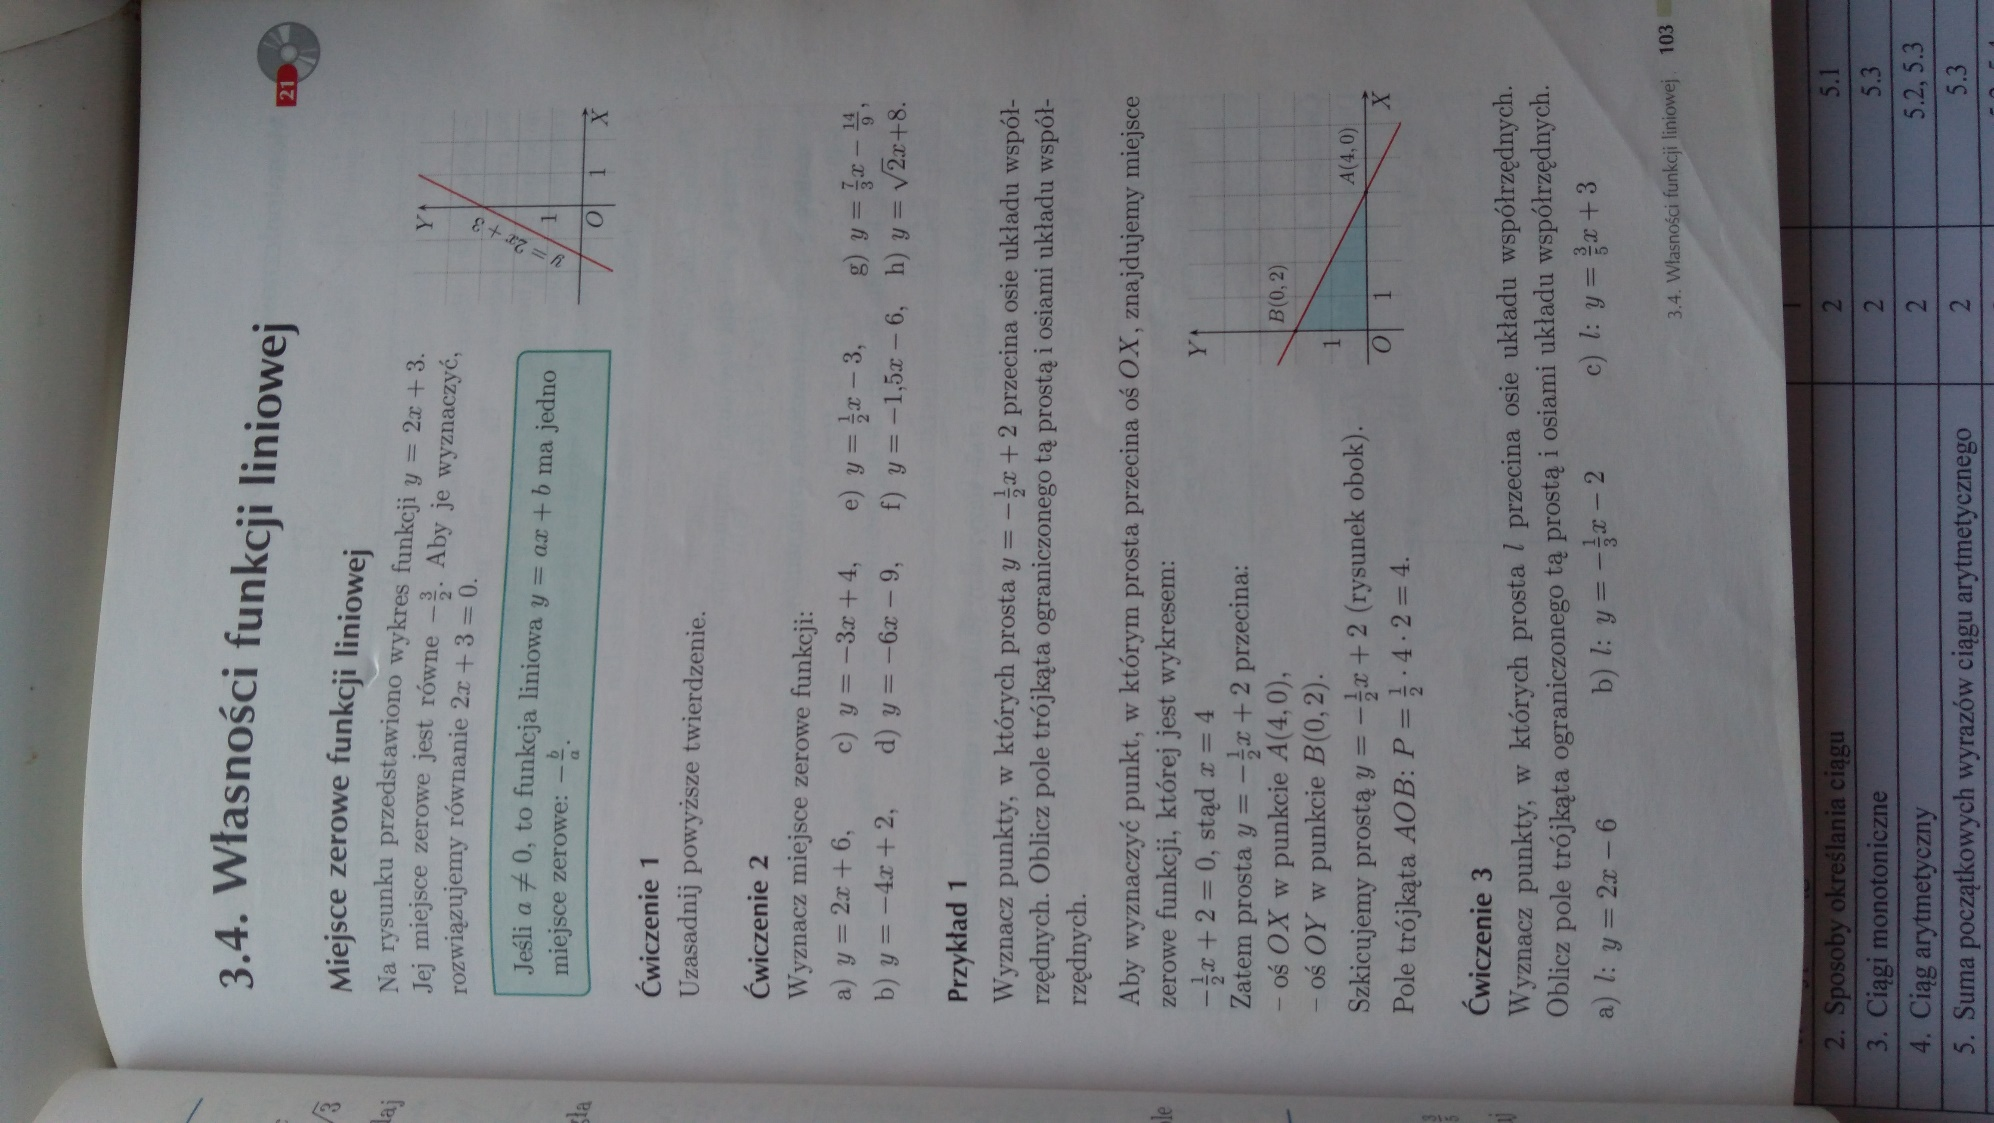 21
3.4. Własności funkcji liniowej
Miejsce zerowe funkcji liniowej
Na rysunku przedstawiono wykres funkcji y = 2x + 3.
Jej miejsce zerowe jest równe −3/2. Aby je wyznaczyć,
rozwiązujemy równanie 2x + 3 = 0.
Y
y = 2x + 3
1
O
1
X
Jeśli a ≠ 0, to funkcja liniowa y = ax + b ma jedno
miejsce zerowe: −b/a.
Ćwiczenie 1
Uzasadnij powyższe twierdzenie.
Ćwiczenie 2
Wyznacz miejsce zerowe funkcji:
a) y = 2x + 6, c) y = −3x + 4, e) y = 1/2x − 3, g) y = 7/3x − 14/9,
b) y = −4x + 2, d) y = −6x − 9, f) y = −1,5x − 6, h) y = √2x+8.
Przykład 1
Wyznacz punkty, w których prosta y = −1/2x + 2 przecina osie układu współ-
rzędnych. Oblicz pole trójkąta ograniczonego tą prostą i osiami układu współ-
rzędnych.
Aby wyznaczyć punkt, w którym prosta przecina oś OX, znajdujemy miejsce
zerowe funkcji, której jest wykresem:
−1/2x + 2 = 0, stąd x = 4
Zatem prosta y = −1/2x + 2 przecina:
– oś OX w punkcie A(4, 0),
– oś OY w punkcie B(0, 2).
Szkicujemy prostą y = −1/2x + 2 (rysunek obok).
Pole trójkąta AOB: P = 1/2 · 4 · 2 = 4.
Y
B(0, 2)
1
A(4, 0)
O
1
X
Ćwiczenie 3
Wyznacz punkty, w których prosta l przecina osie układu współrzędnych.
Oblicz pole trójkąta ograniczonego tą prostą i osiami układu współrzędnych.
a) l: y = 2x − 6 b) l: y = −1/3x − 2 c) l: y = 3/5x + 3
3.4. Własności funkcji liniowej 103
2. Sposoby określania ciągu 2 5.1
3. Ciągi monotoniczne 2 5.3
4. Ciąg arytmetyczny 2 5.2, 5.3
5. Suma początkowych wyrazów ciągu arytmetycznego 2 5.3